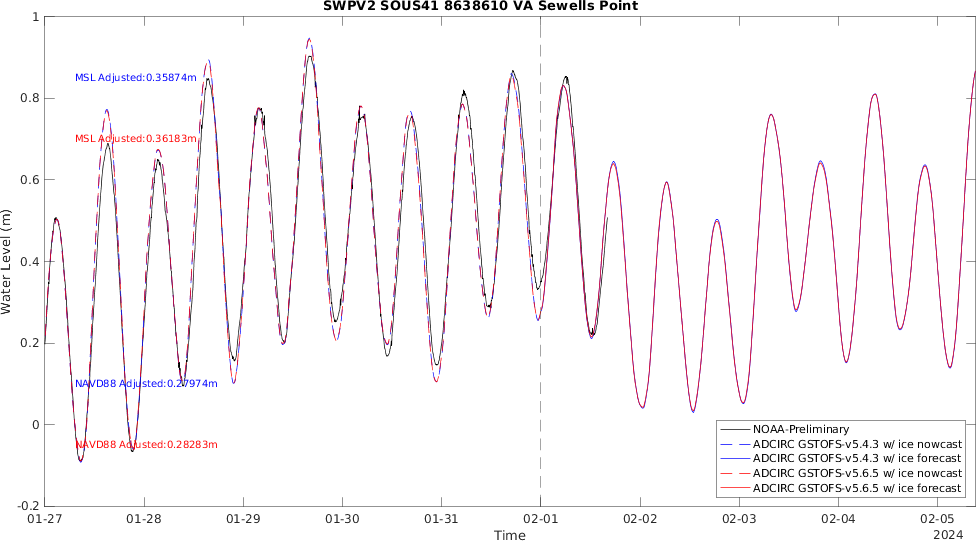 SWPV2 SOUS41 8638610 VA Sewells Point
1
0.8
0.6
0.4
0.2
0
-0.2
Water Level (m)
MSL Adjusted:0.35874m
MSL Adjusted:0.36183m
NAVD88 Adjusted:0.27974m
NAVD88 Adjusted:0.28283m
NOAA-Preliminary
ADCIRC GSTOFS-v5.4.3 w/ ice nowcast
ADCIRC GSTOFS-v5.4.3 w/ ice forecast
ADCIRC GSTOFS-v5.6.5 w/ ice nowcast
ADCIRC GSTOFS-v5.6.5 w/ ice forecast
01-27 01-28 01-29 01-30 01-31 02-01 02-02 02-03 02-04 02-05
Time
2024